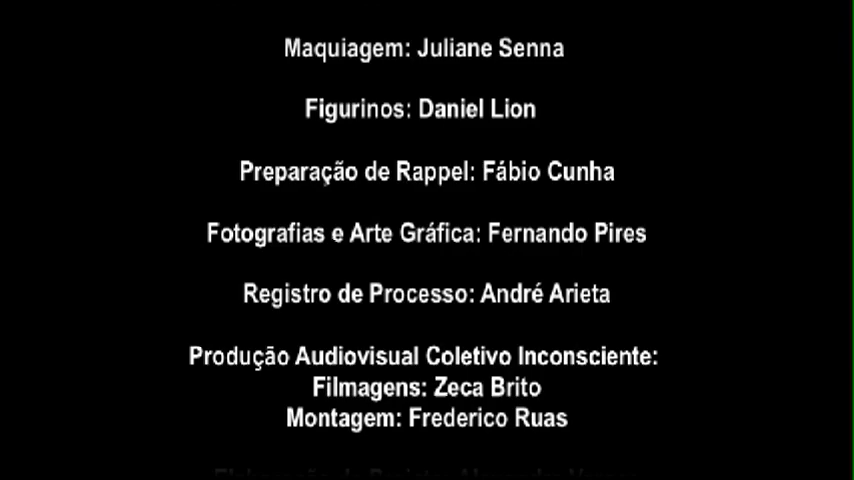 Maquiagem: Juliane Senna
Figurinos: Daniel Lion
Preparação de Rappel: Fábio Cunha
Fotografias e Arte Gráfica: Fernando Pires
Registro de Processo: André Arieta
Produção Audiovisual Coletivo Inconsciente:
Filmagens: Zeca Brito
Montagem: Frederico Ruas